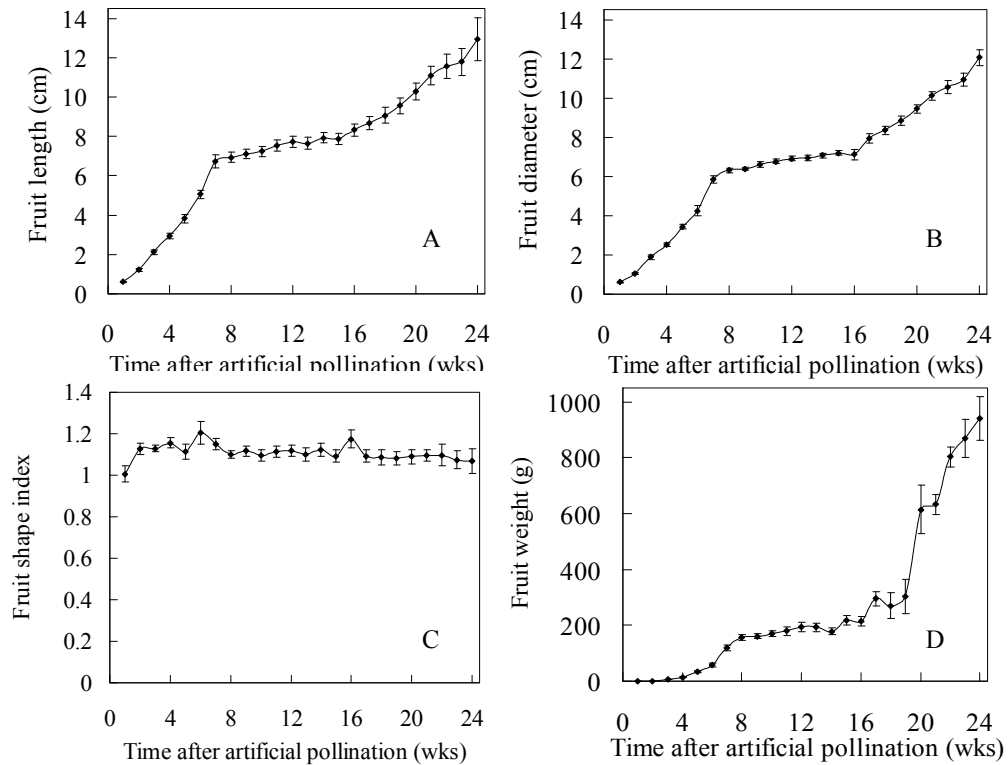 14
12
10
8
6
4
2
0
Fruit length (cm)
A
0 4 8 12 16 20 24
Time after artificial pollination (wks)
14
12
10
8
6
4
2
0
Fruit diameter (cm)
B
0 4 8 12 16 20 24
Time after artificial pollination (wks)
1.4
1.2
1
0.8
0.6
0.4
0.2
0
Fruit shape index
C
0 4 8 12 16 20 24
Time after artificial pollination (wks)
1000
800
600
400
200
0
Fruit weight (g)
D
0 4 8 12 16 20 24
Time after artificial pollination (wks)